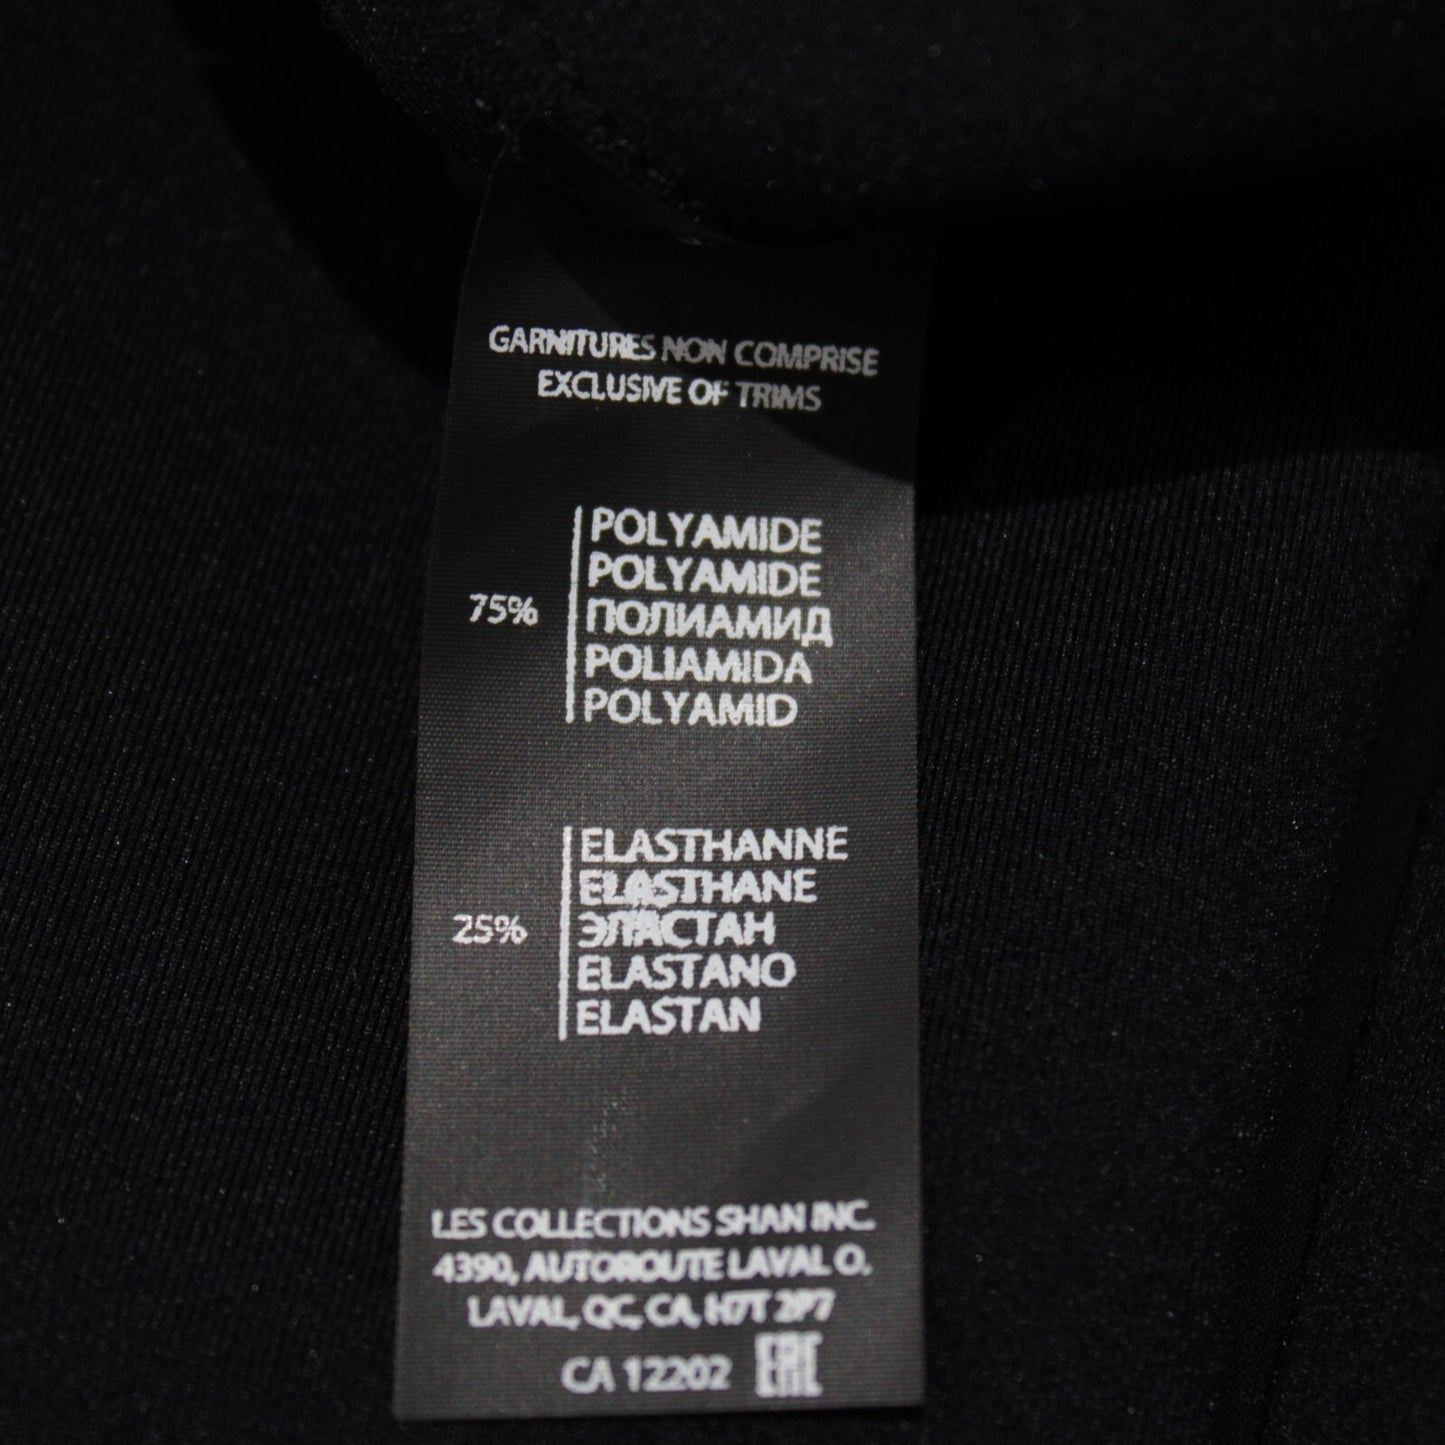 GARNITURES NON COMPRISE
EXCLUSIVE OF TRIMS
75%
POLYAMIDE
POLYAMIDE
ПОЛИАМИД
POLIAMIDA
POLYAMID
25%
ELASTHANNE
ELASTHANE
ЭЛАСТАН
ELASTANO
ELASTAN
LES COLLECTIONS SHAN INC.
4390, AUTOROUTE LAVAL O.
LAVAL, QC, CA, H7T 2P7
CA 12202 EAC